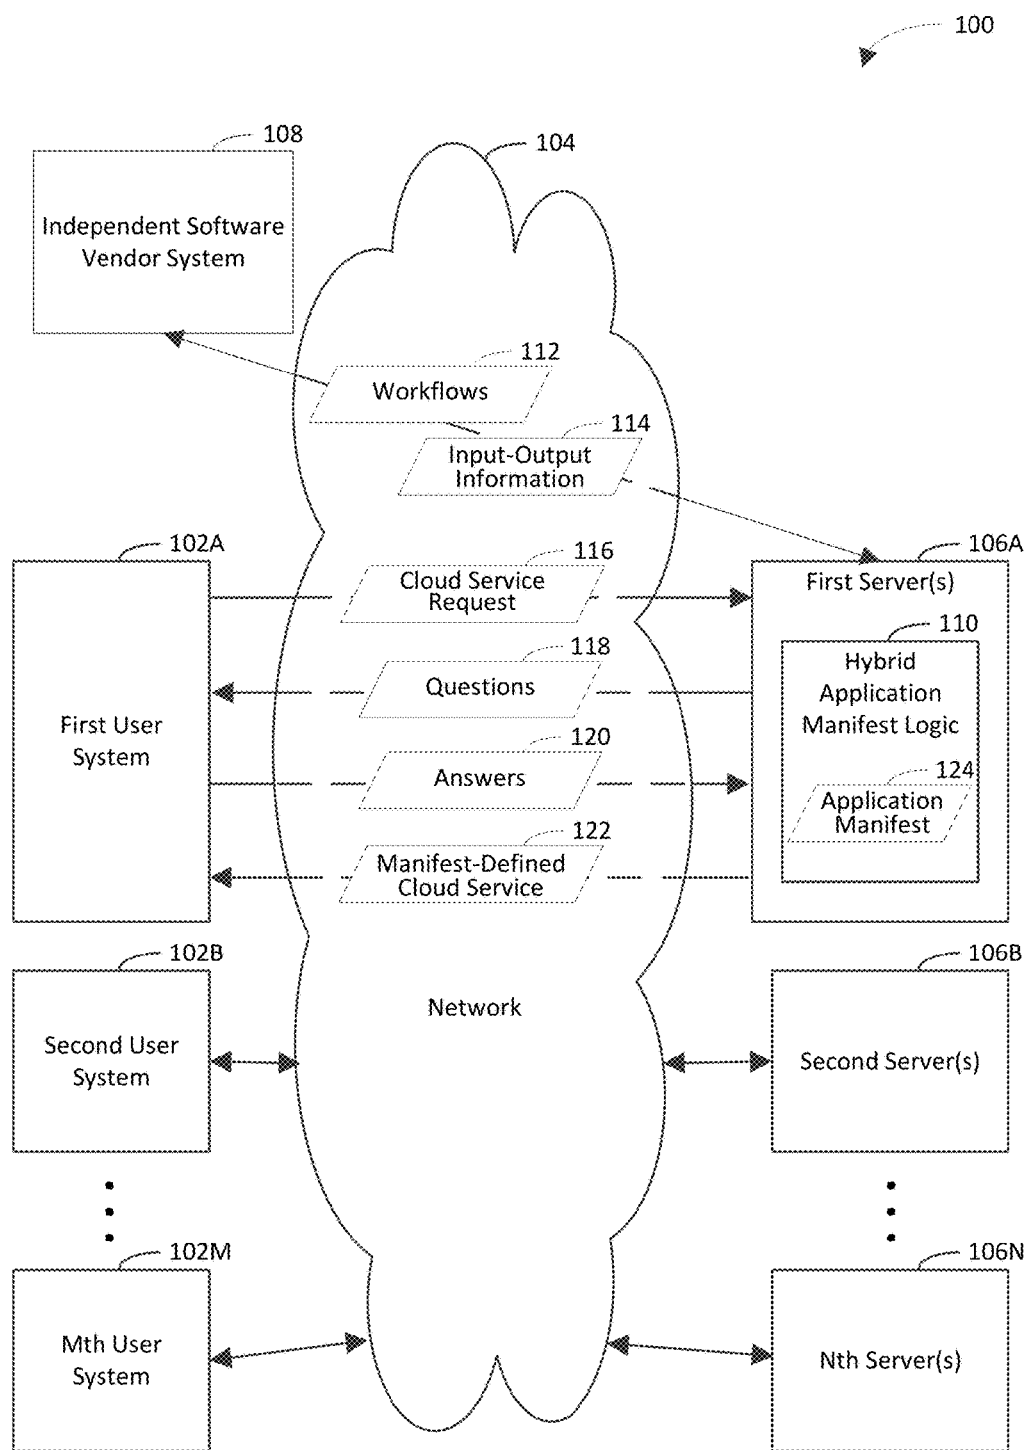 100
108
104
Independent Software
Vendor System
112
Workflows
114
Input-Output
Information
102A
116
106A
Cloud Service
Request
First Server(s)
110
118
Hybrid
Application
Manifest Logic
Questions
First User
System
120
Answers
124
Application
Manifest
122
Manifest-Defined
Cloud Service
102B
106B
Network
Second User
System
Second Server(s)
102M
106N
Mth User
System
Nth Server(s)